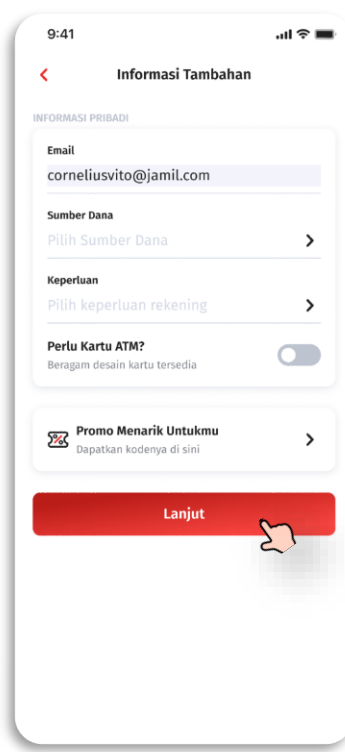 9:41
Informasi Tambahan
INFORMASI PRIBADI
Email
corneliusvito@jamil.com
Sumber Dana
Pilih Sumber Dana
Keperluan
Pilih keperluan rekening
Perlu Kartu ATM?
Beragam desain kartu tersedia
Promo Menarik Untukmu
Dapatkan kodenya di sini
Lanjut